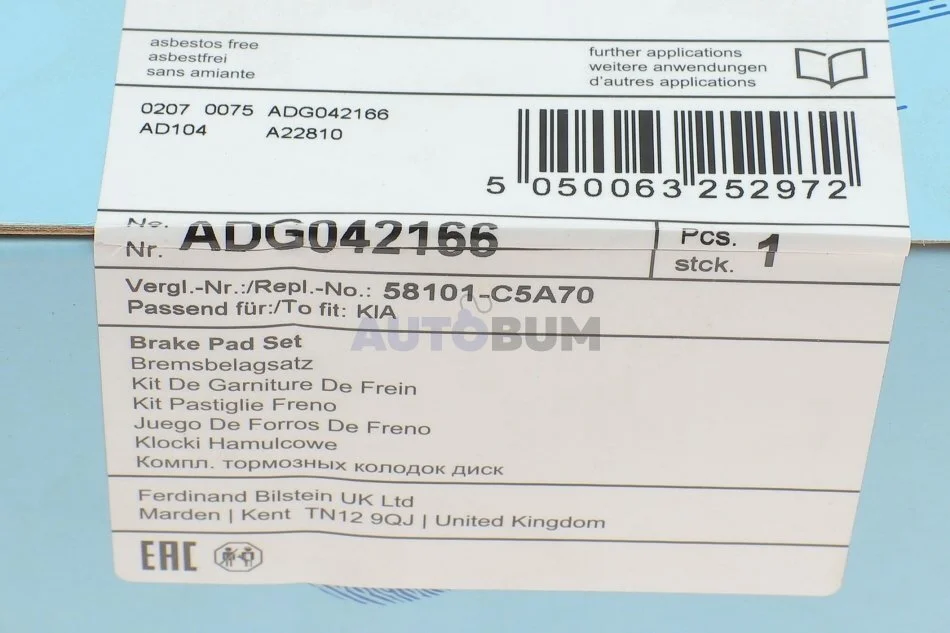 asbestos free
asbestfrei
sans amiante
further applications
weitere anwendungen
d'autres applications
0207 0075 ADG042166
AD104 A22810
5 050063 252972
No.
Nr. ADG042166
Pcs.
stck. 1
Vergl.-Nr.:/Repl.-No.: 58101-C5A70
Passend für:/To fit: KIA
AUTOBUM
Brake Pad Set
Bremsbelagsatz
Kit De Garniture De Frein
Kit Pastiglie Freno
Juego De Forros De Freno
Klocki Hamulcowe
Компл. тормозных колодок диск
Ferdinand Bilstein UK Ltd
Marden | Kent TN12 9QJ | United Kingdom
EAC